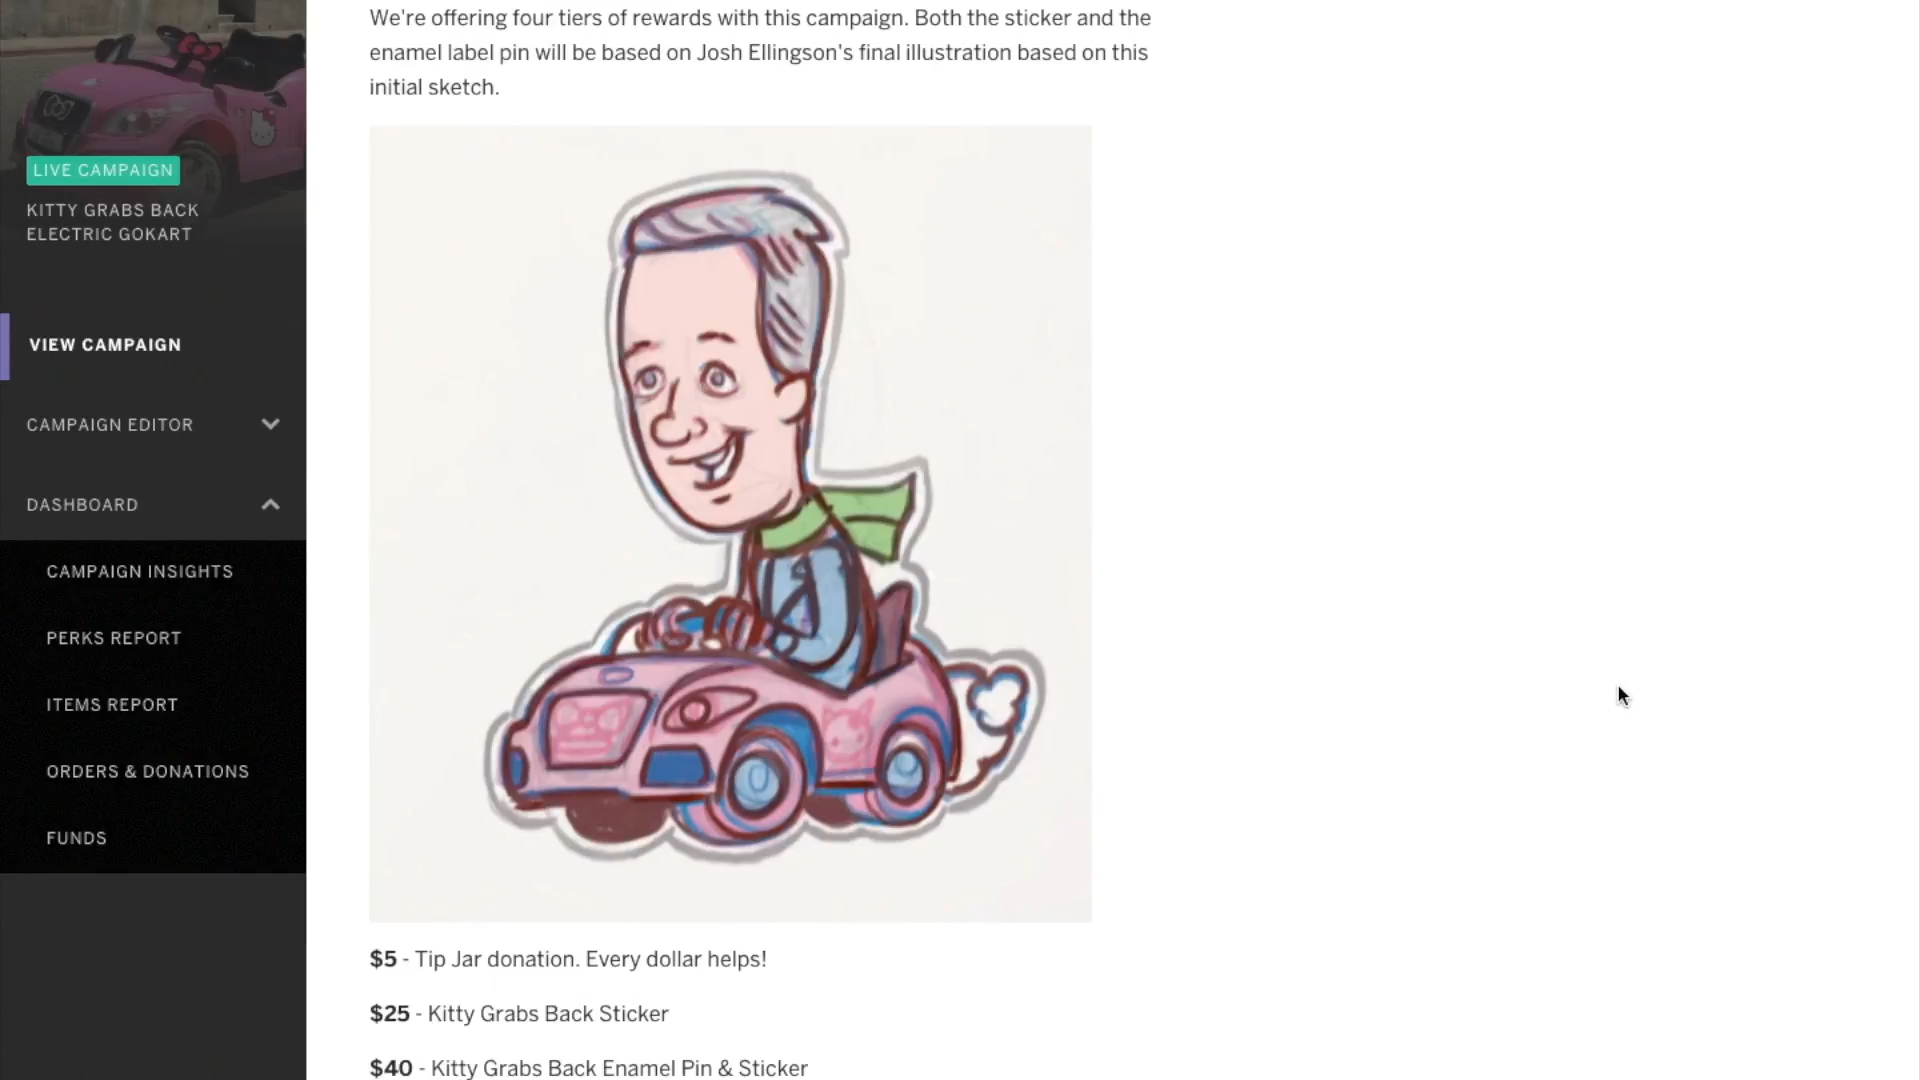 We're offering four tiers of rewards with this campaign. Both the sticker and the
enamel label pin will be based on Josh Ellingson's final illustration based on this
initial sketch.
LIVE CAMPAIGN
KITTY GRABS BACK
ELECTRIC GOKART
VIEW CAMPAIGN
CAMPAIGN EDITOR
DASHBOARD
CAMPAIGN INSIGHTS
PERKS REPORT
ITEMS REPORT
ORDERS & DONATIONS
FUNDS
$5 - Tip Jar donation. Every dollar helps!
$25 - Kitty Grabs Back Sticker
$40 - Kitty Grabs Back Enamel Pin & Sticker